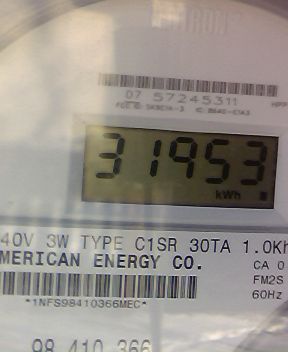 07 57245311
31953
kWh
40V 3W TYPE C1SR 30TA 1.0Kh
MERICAN ENERGY CO.
CA 0
FM2S
60Hz
*1NFS98410366MEC*
98 410 366